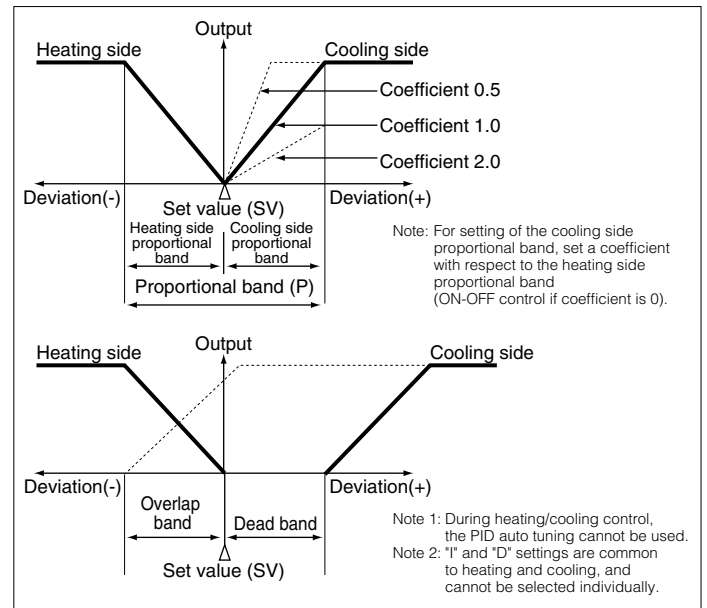 Output
Heating side
Cooling side
Coefficient 0.5
Coefficient 1.0
Coefficient 2.0
Deviation(-)
Deviation(+)
Set value (SV)
Heating side
proportional
band
Cooling side
proportional
band
Proportional band (P)
Note: For setting of the cooling side
proportional band, set a coefficient
with respect to the heating side
proportional band
(ON-OFF control if coefficient is 0).
Heating side
Output
Cooling side
Deviation(-)
Deviation(+)
Overlap
band
Dead band
Set value (SV)
Note 1: During heating/cooling control,
the PID auto tuning cannot be used.
Note 2: "I" and "D" settings are common
to heating and cooling, and
cannot be selected individually.